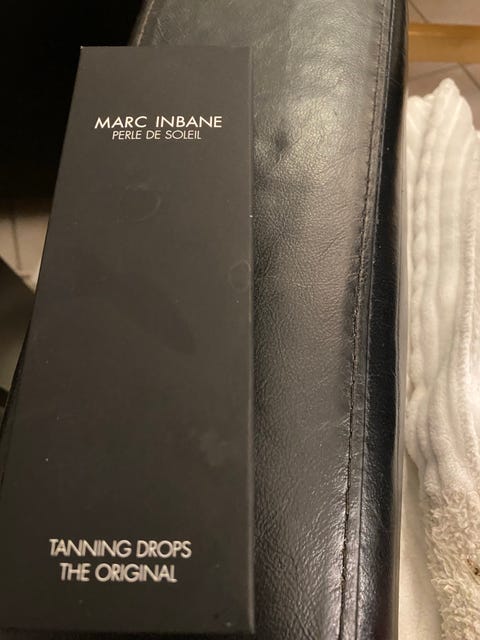 MARC INBANE
PERLE DE SOLEIL
TANNING DROPS
THE ORIGINAL